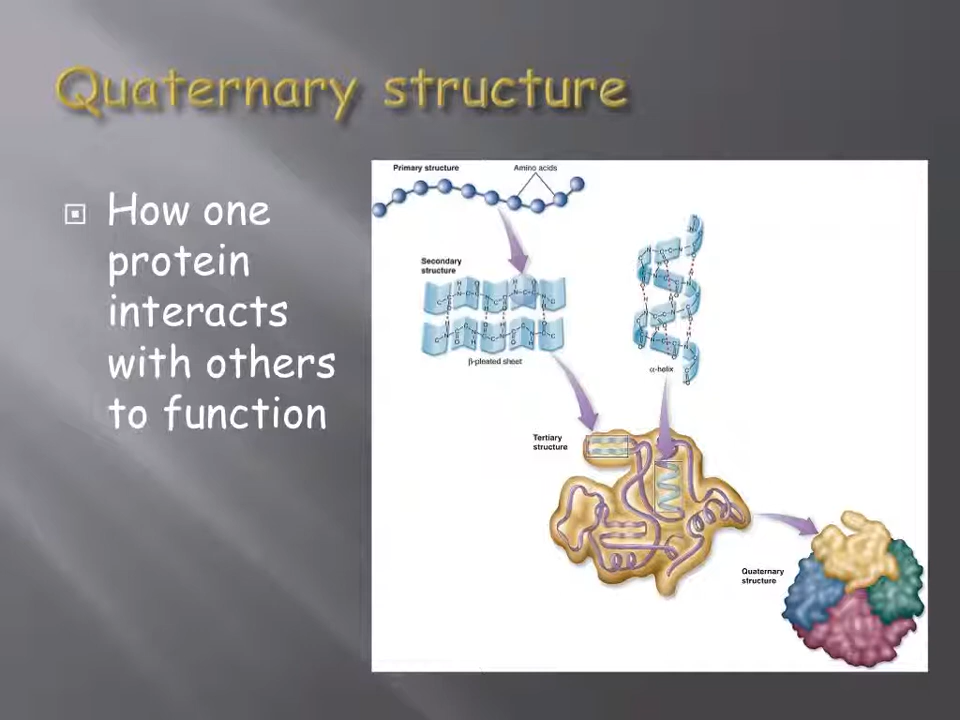 Quaternary structure
How one
protein
interacts
with others
to function
Primary structure
Amino acids
Secondary
structure
β-pleated sheet
α-helix
Tertiary
structure
Quaternary
structure